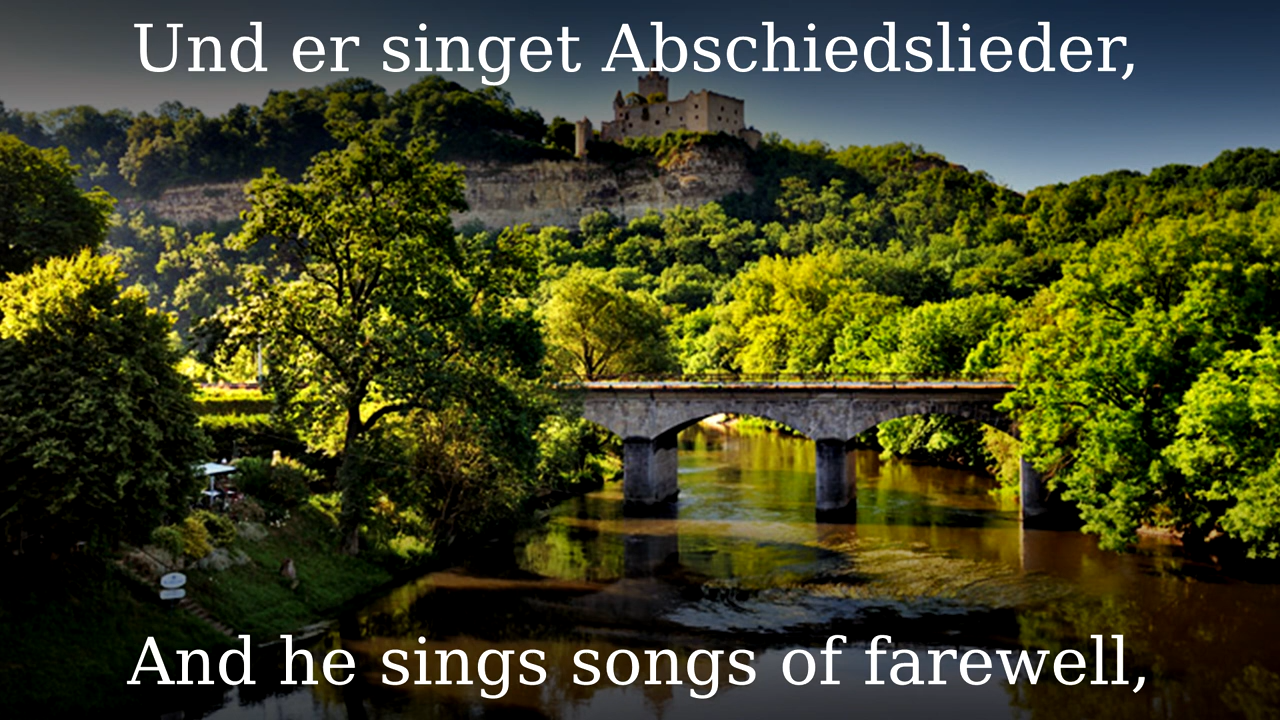 Und er singet Abschiedslieder,
And he sings songs of farewell,